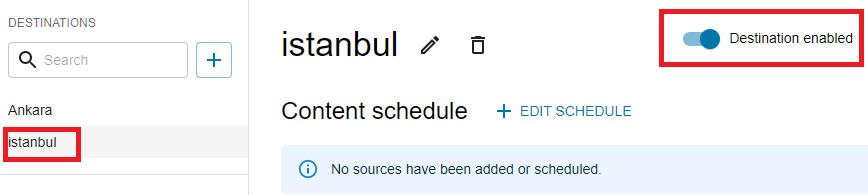 DESTINATIONS
Search
Ankara
istanbul
istanbul
Destination enabled
Content schedule
EDIT SCHEDULE
No sources have been added or scheduled.